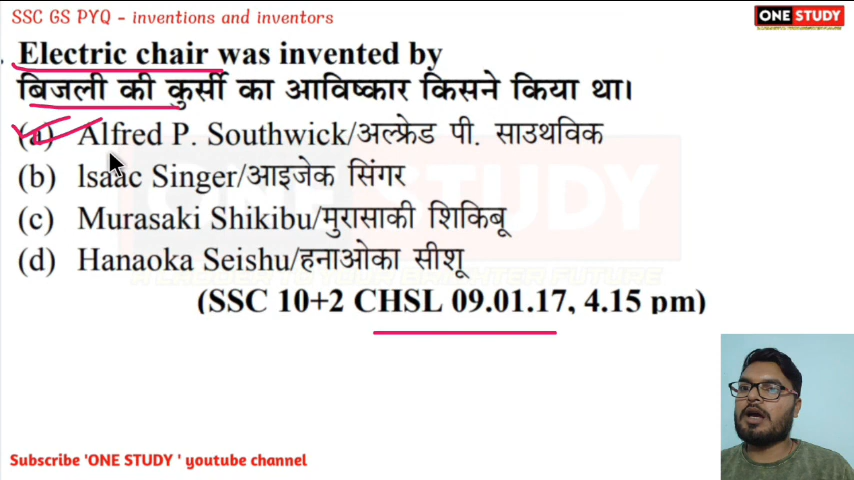 SSC GS PYQ - inventions and inventors
ONE STUDY
. Electric chair was invented by
बिजली की कुर्सी का आविष्कार किसने किया था।
(a) Alfred P. Southwick/अल्फ्रेड पी. साउथविक
(b) lsaac Singer/आइजेक सिंगर
(c) Murasaki Shikibu/मुरासाकी शिकिबू
(d) Hanaoka Seishu/हनाओका सीशू
(SSC 10+2 CHSL 09.01.17, 4.15 pm)
Subscribe 'ONE STUDY ' youtube channel